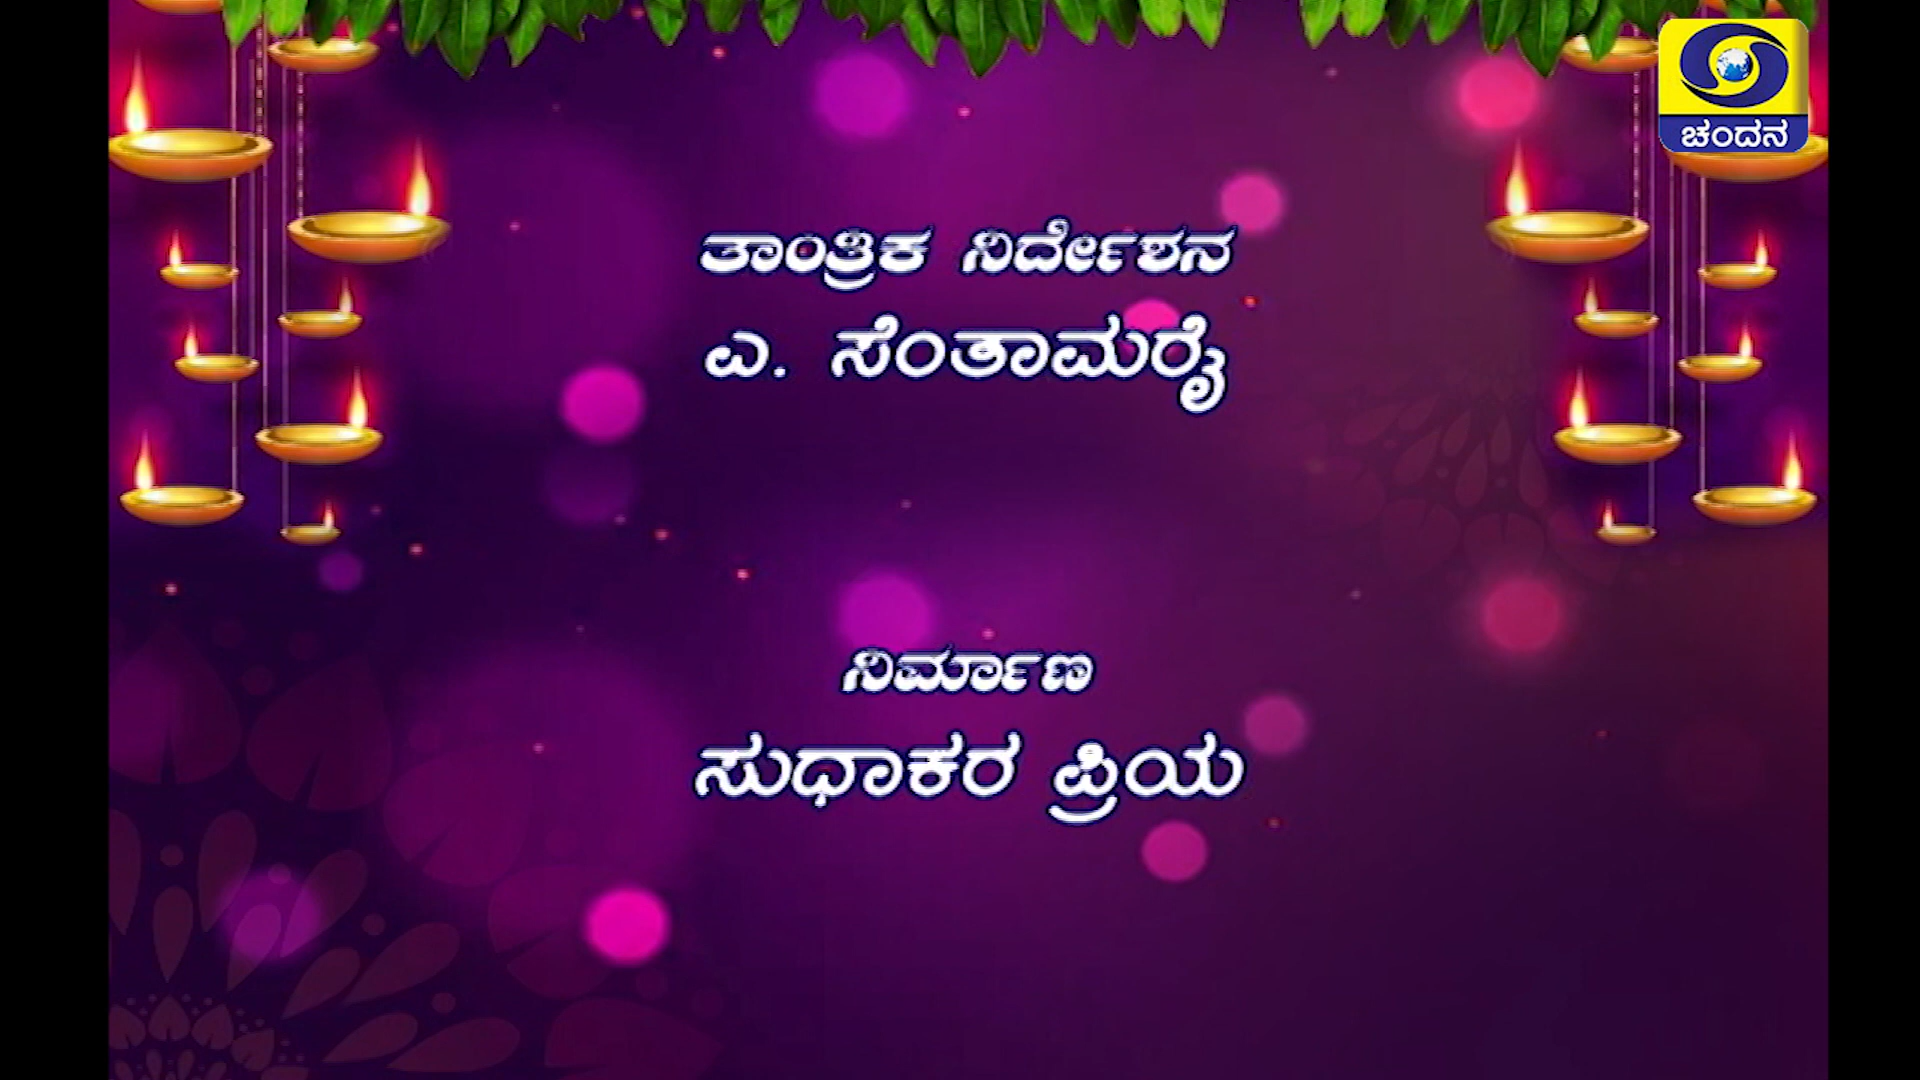 ಚಂದನ
ತಾಂತ್ರಿಕ ನಿರ್ದೇಶನ
ಎ. ಸೆಂತಾಮರೈ
ನಿರ್ಮಾಣ
ಸುಧಾಕರ ಪ್ರಿಯ